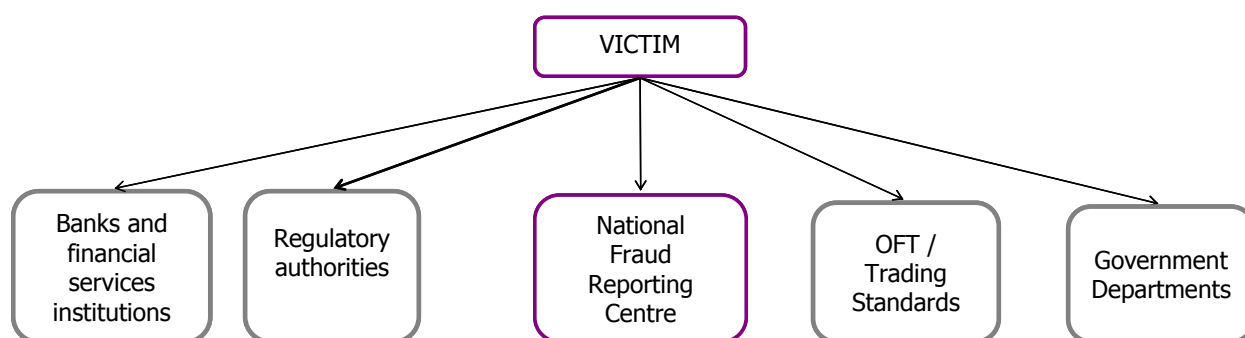 VICTIM
Banks and
financial
services
institutions
Regulatory
authorities
National
Fraud
Reporting
Centre
OFT /
Trading
Standards
Government
Departments